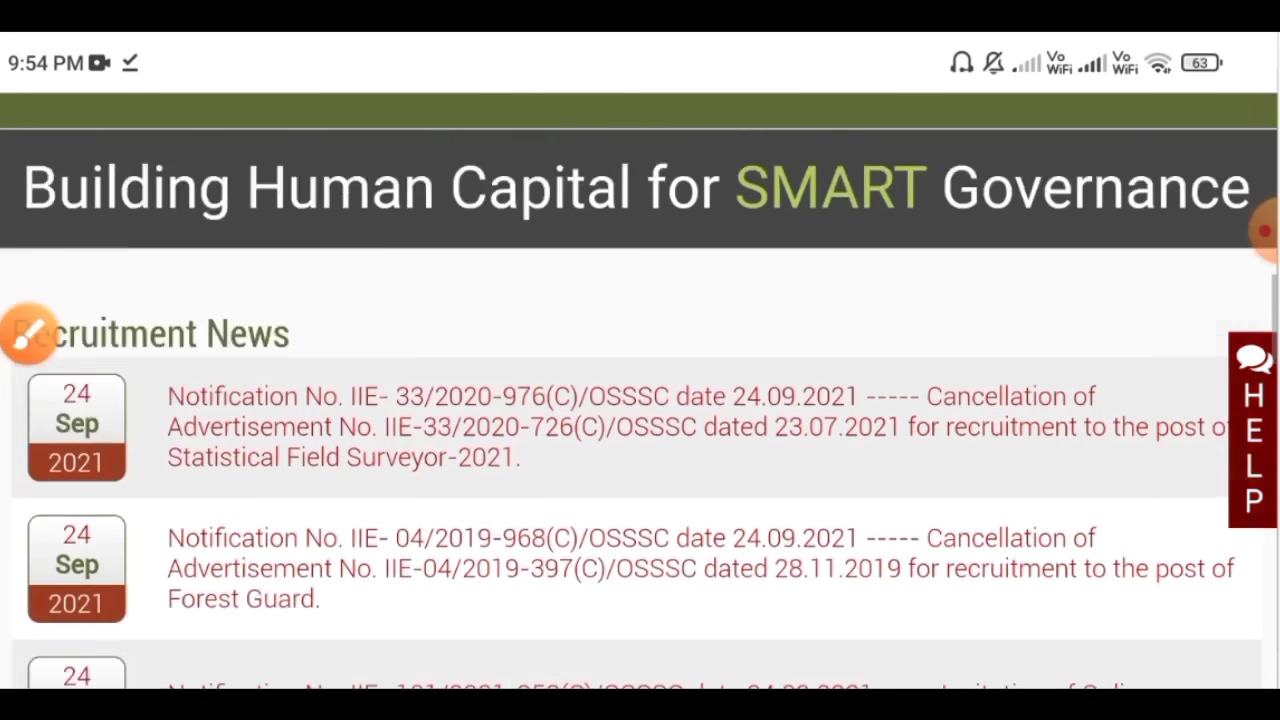 9:54 PM
Vo WiFi Vo WiFi 63
Building Human Capital for SMART Governance
cruitment News
24 Sep 2021
Notification No. IIE- 33/2020-976(C)/OSSSC date 24.09.2021 ----- Cancellation of
Advertisement No. IIE-33/2020-726(C)/OSSSC dated 23.07.2021 for recruitment to the post of
Statistical Field Surveyor-2021.
24 Sep 2021
Notification No. IIE- 04/2019-968(C)/OSSSC date 24.09.2021 ----- Cancellation of
Advertisement No. IIE-04/2019-397(C)/OSSSC dated 28.11.2019 for recruitment to the post of
Forest Guard.
24
HELP